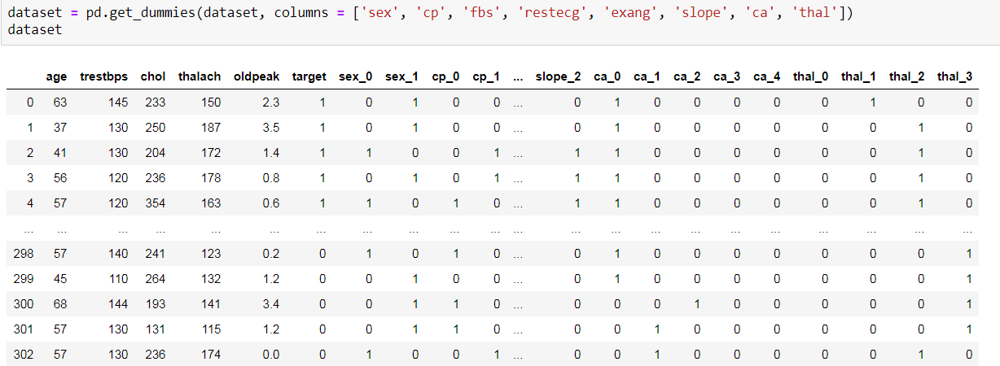 dataset = pd.get_dummies(dataset, columns = ['sex', 'cp', 'fbs', 'restecg', 'exang', 'slope', 'ca', 'thal'])
dataset
age trestbps chol thalach oldpeak target sex_0 sex_1 cp_0 cp_1 ... slope_2 ca_0 ca_1 ca_2 ca_3 ca_4 thal_0 thal_1 thal_2 thal_3
0 63 145 233 150 2.3 1 0 1 0 0 ... 0 1 0 0 0 0 0 1 0 0
1 37 130 250 187 3.5 1 0 1 0 0 ... 0 1 0 0 0 0 0 0 1 0
2 41 130 204 172 1.4 1 1 0 0 1 ... 1 1 0 0 0 0 0 0 1 0
3 56 120 236 178 0.8 1 0 1 0 1 ... 1 1 0 0 0 0 0 0 1 0
4 57 120 354 163 0.6 1 1 0 1 0 ... 1 1 0 0 0 0 0 0 1 0
... ... ... ... ... ... ... ... ... ... ... ... ... ... ... ... ... ... ... ... ... ...
298 57 140 241 123 0.2 0 1 0 1 0 ... 0 1 0 0 0 0 0 0 0 1
299 45 110 264 132 1.2 0 0 1 0 0 ... 0 1 0 0 0 0 0 0 0 1
300 68 144 193 141 3.4 0 0 1 1 0 ... 0 0 0 1 0 0 0 0 0 1
301 57 130 131 115 1.2 0 0 1 1 0 ... 0 0 1 0 0 0 0 0 0 1
302 57 130 236 174 0.0 0 1 0 0 1 ... 0 0 1 0 0 0 0 0 1 0